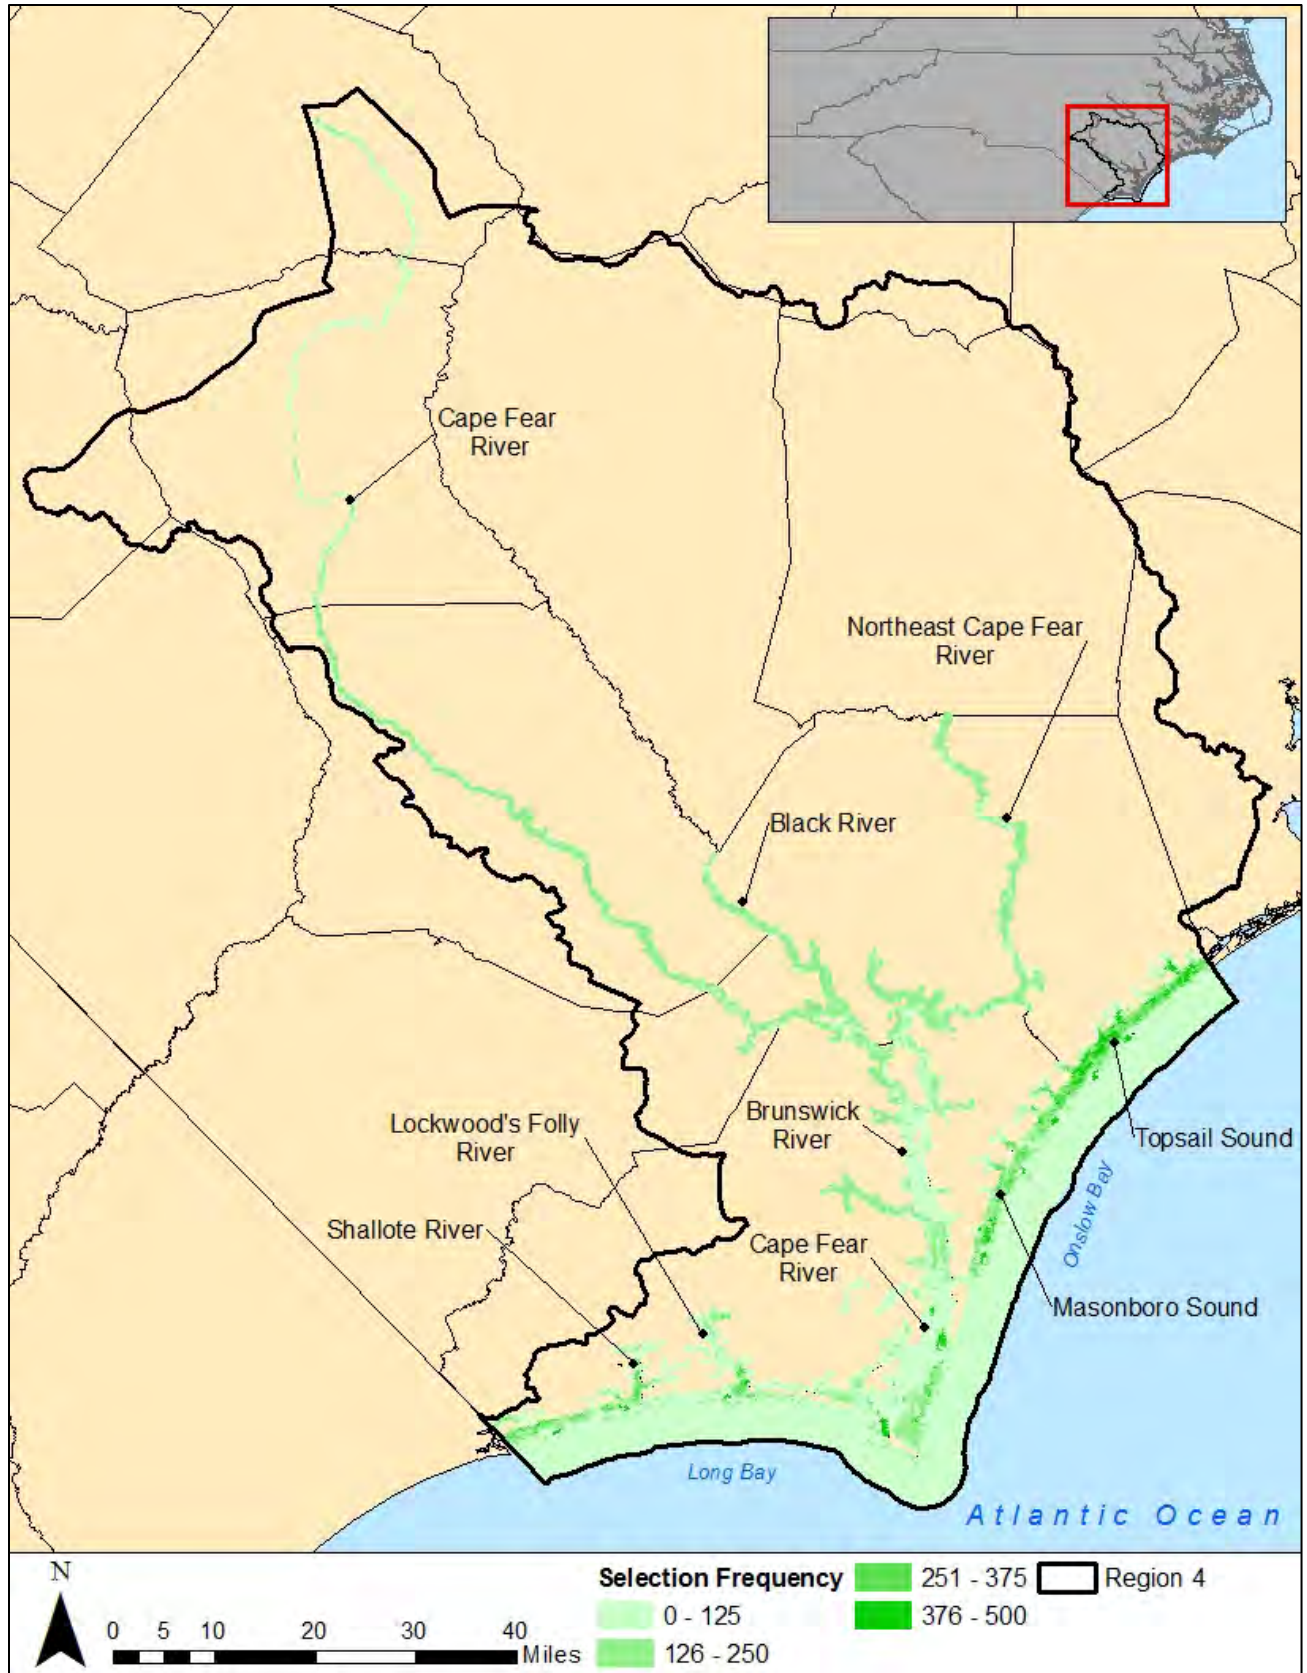 Cape Fear
River
Northeast Cape Fear
River
Black River
Lockwood's Folly
River
Brunswick
River
Topsail Sound
Onslow Bay
Shallote River
Cape Fear
River
Masonboro Sound
Long Bay
Atlantic Ocean
N
0 5 10 20 30 40
Miles
Selection Frequency
0 - 125
126 - 250
251 - 375
376 - 500
Region 4